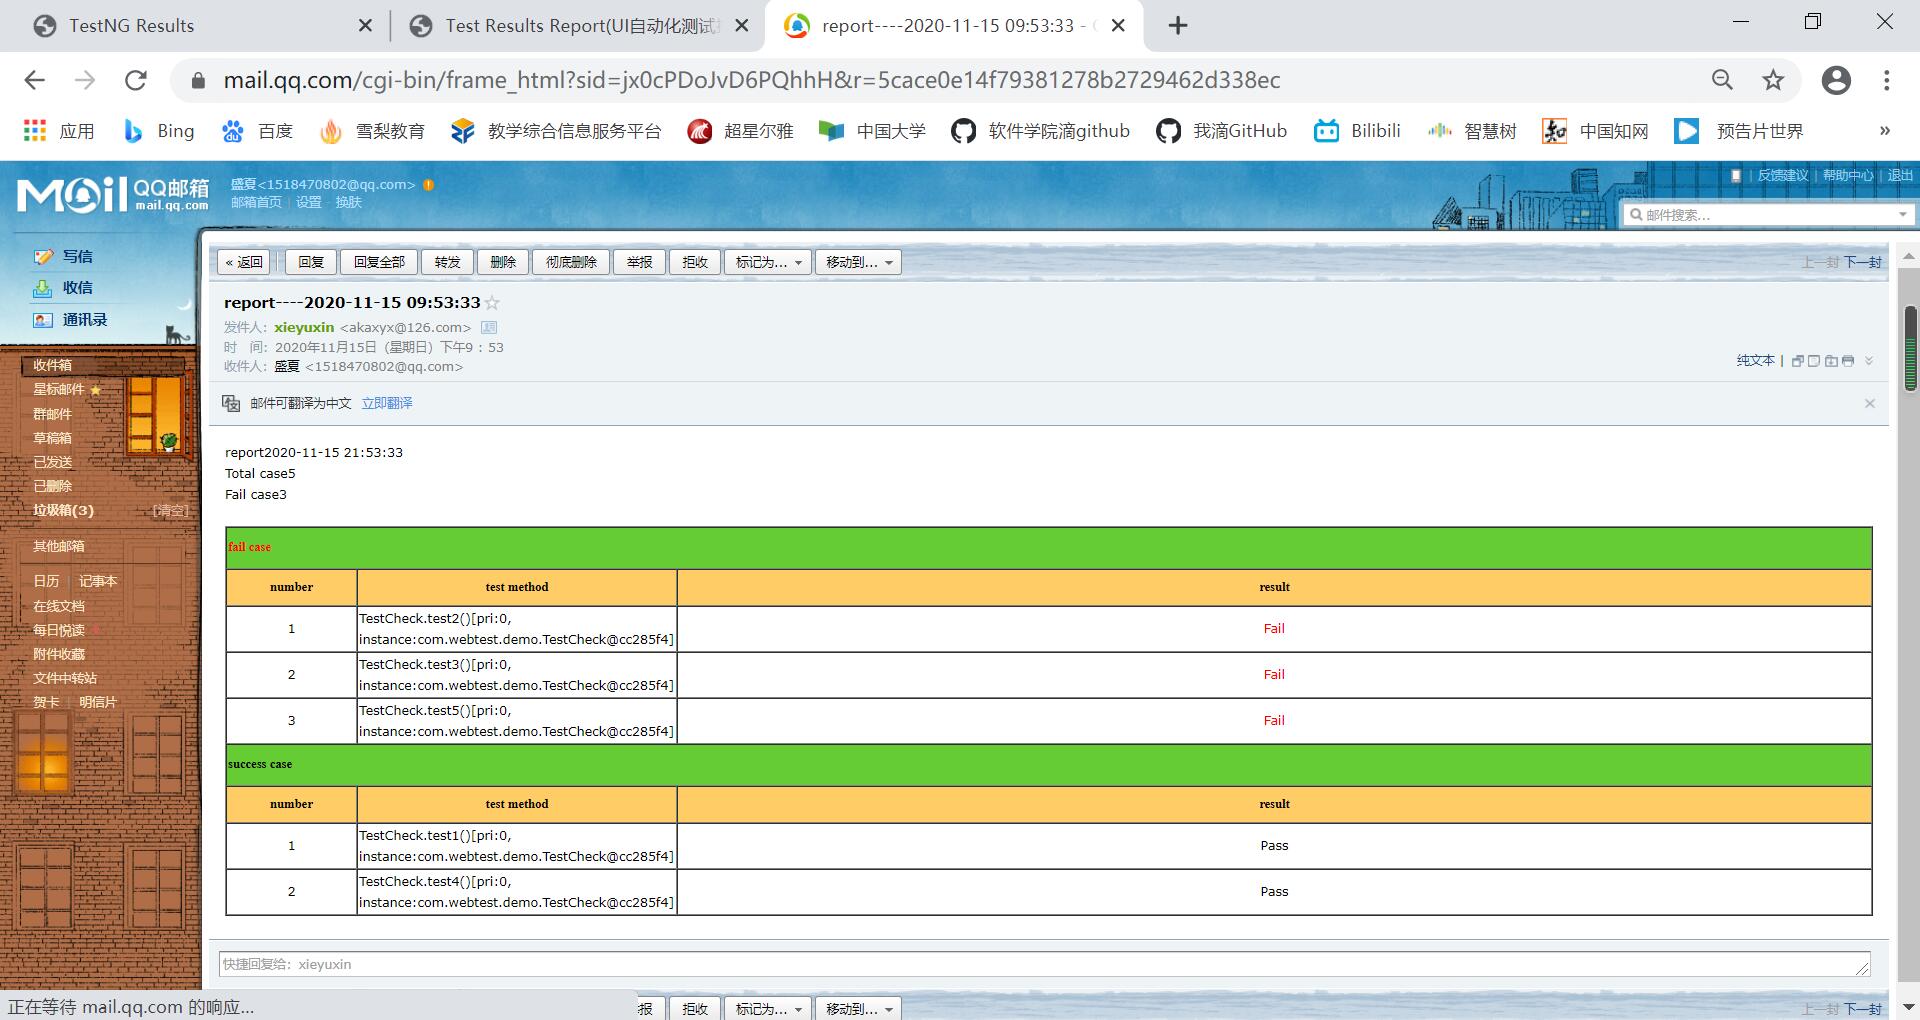 TestNG Results
Test Results Report(UI自动化测试
report----2020-11-15 09:53:33 -
mail.qq.com/cgi-bin/frame_html?sid=jx0cPDoJvD6PQhhH&r=5cace0e14f79381278b2729462d338ec
应用 Bing 百度 雪梨教育 教学综合信息服务平台 超星尔雅 中国大学 软件学院滴github 我滴GitHub Bilibili 智慧树 中国知网 预告片世界 »
Mail QQ邮箱 mail.qq.com
盛夏<1518470802@qq.com>
邮箱首页 | 设置 - 换肤
反馈建议 | 帮助中心 | 退出
邮件搜索...
写信
收信
通讯录
收件箱
星标邮件
群邮件
草稿箱
已发送
已删除
垃圾箱(3) [清空]
其他邮箱
日历 | 记事本
在线文档
每日悦读
附件收藏
文件中转站
贺卡 | 明信片
« 返回 回复 回复全部 转发 删除 彻底删除 举报 拒收 标记为... 移动到... 上一封 下一封
report----2020-11-15 09:53:33
发件人: xieyuxin <akaxyx@126.com>
时 间: 2020年11月15日 (星期日) 下午9:53
收件人: 盛夏 <1518470802@qq.com>
纯文本 |
邮件可翻译为中文 立即翻译
report2020-11-15 21:53:33
Total case5
Fail case3
fail case
number test method result
1 TestCheck.test2()[pri:0, instance:com.webtest.demo.TestCheck@cc285f4] Fail
2 TestCheck.test3()[pri:0, instance:com.webtest.demo.TestCheck@cc285f4] Fail
3 TestCheck.test5()[pri:0, instance:com.webtest.demo.TestCheck@cc285f4] Fail
success case
number test method result
1 TestCheck.test1()[pri:0, instance:com.webtest.demo.TestCheck@cc285f4] Pass
2 TestCheck.test4()[pri:0, instance:com.webtest.demo.TestCheck@cc285f4] Pass
快捷回复给: xieyuxin
正在等待 mail.qq.com 的响应...
报 拒收 标记为... 移动到... 上一封 下一封